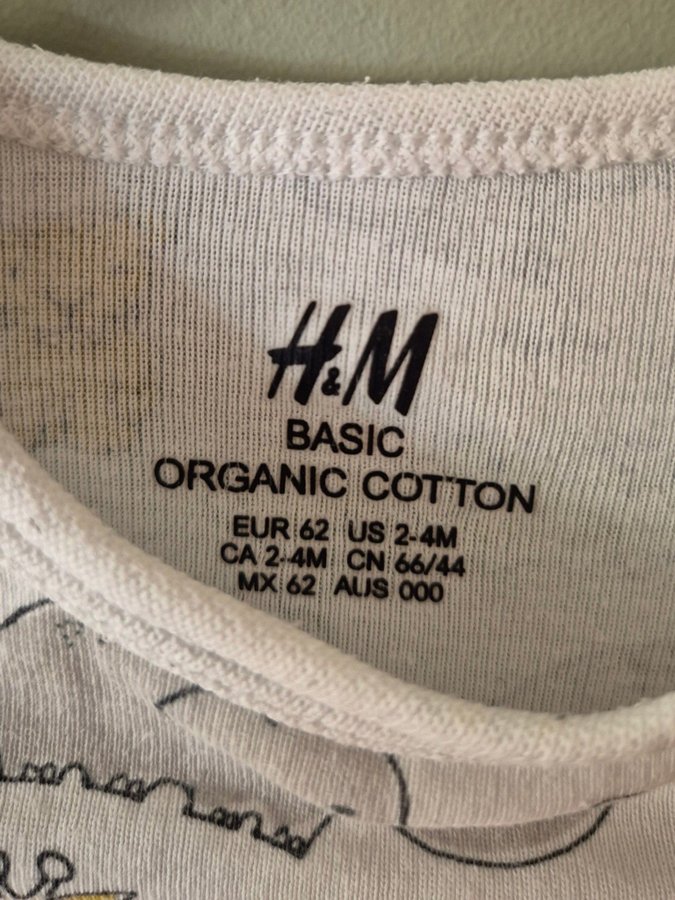 H&M
BASIC
ORGANIC COTTON
EUR 62 US 2-4M
CA 2-4M CN 66/44
MX 62 AUS 000